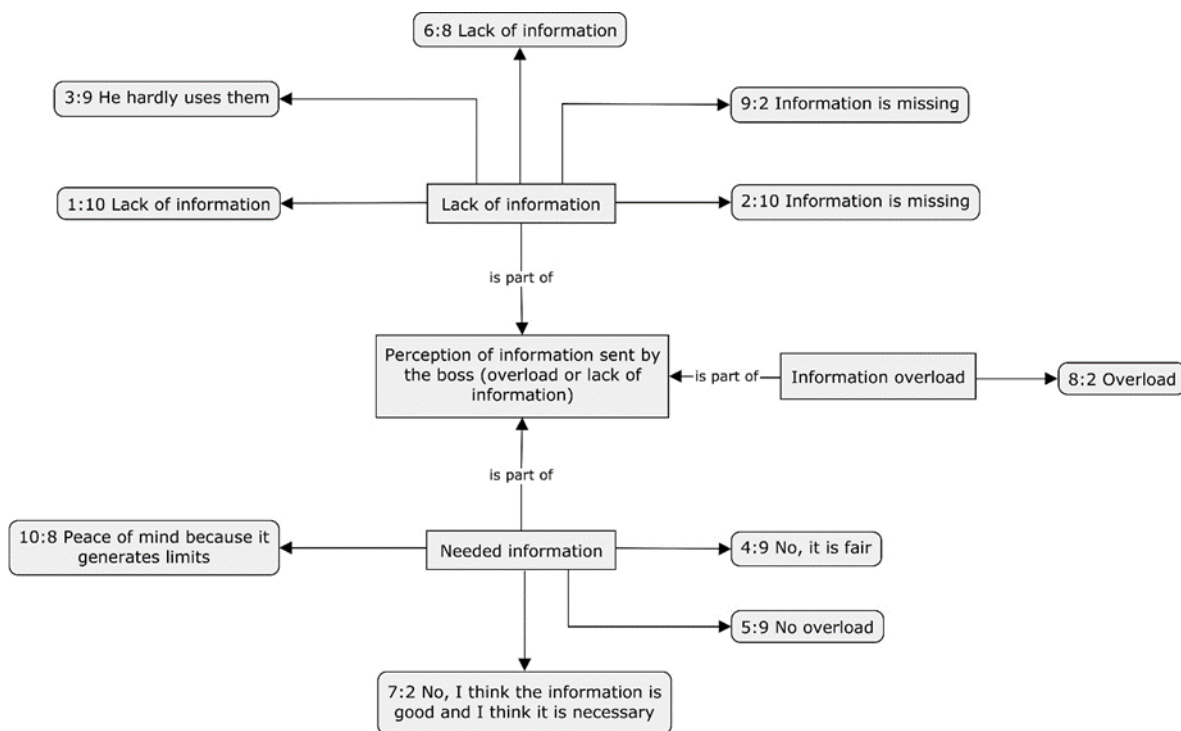 6:8 Lack of information
3:9 He hardly uses them
9:2 Information is missing
1:10 Lack of information
Lack of information
2:10 Information is missing
is part of
Perception of information sent by
the boss (overload or lack of
information)
is part of
Information overload
8:2 Overload
is part of
10:8 Peace of mind because it
generates limits
Needed information
4:9 No, it is fair
5:9 No overload
7:2 No, I think the information is
good and I think it is necessary